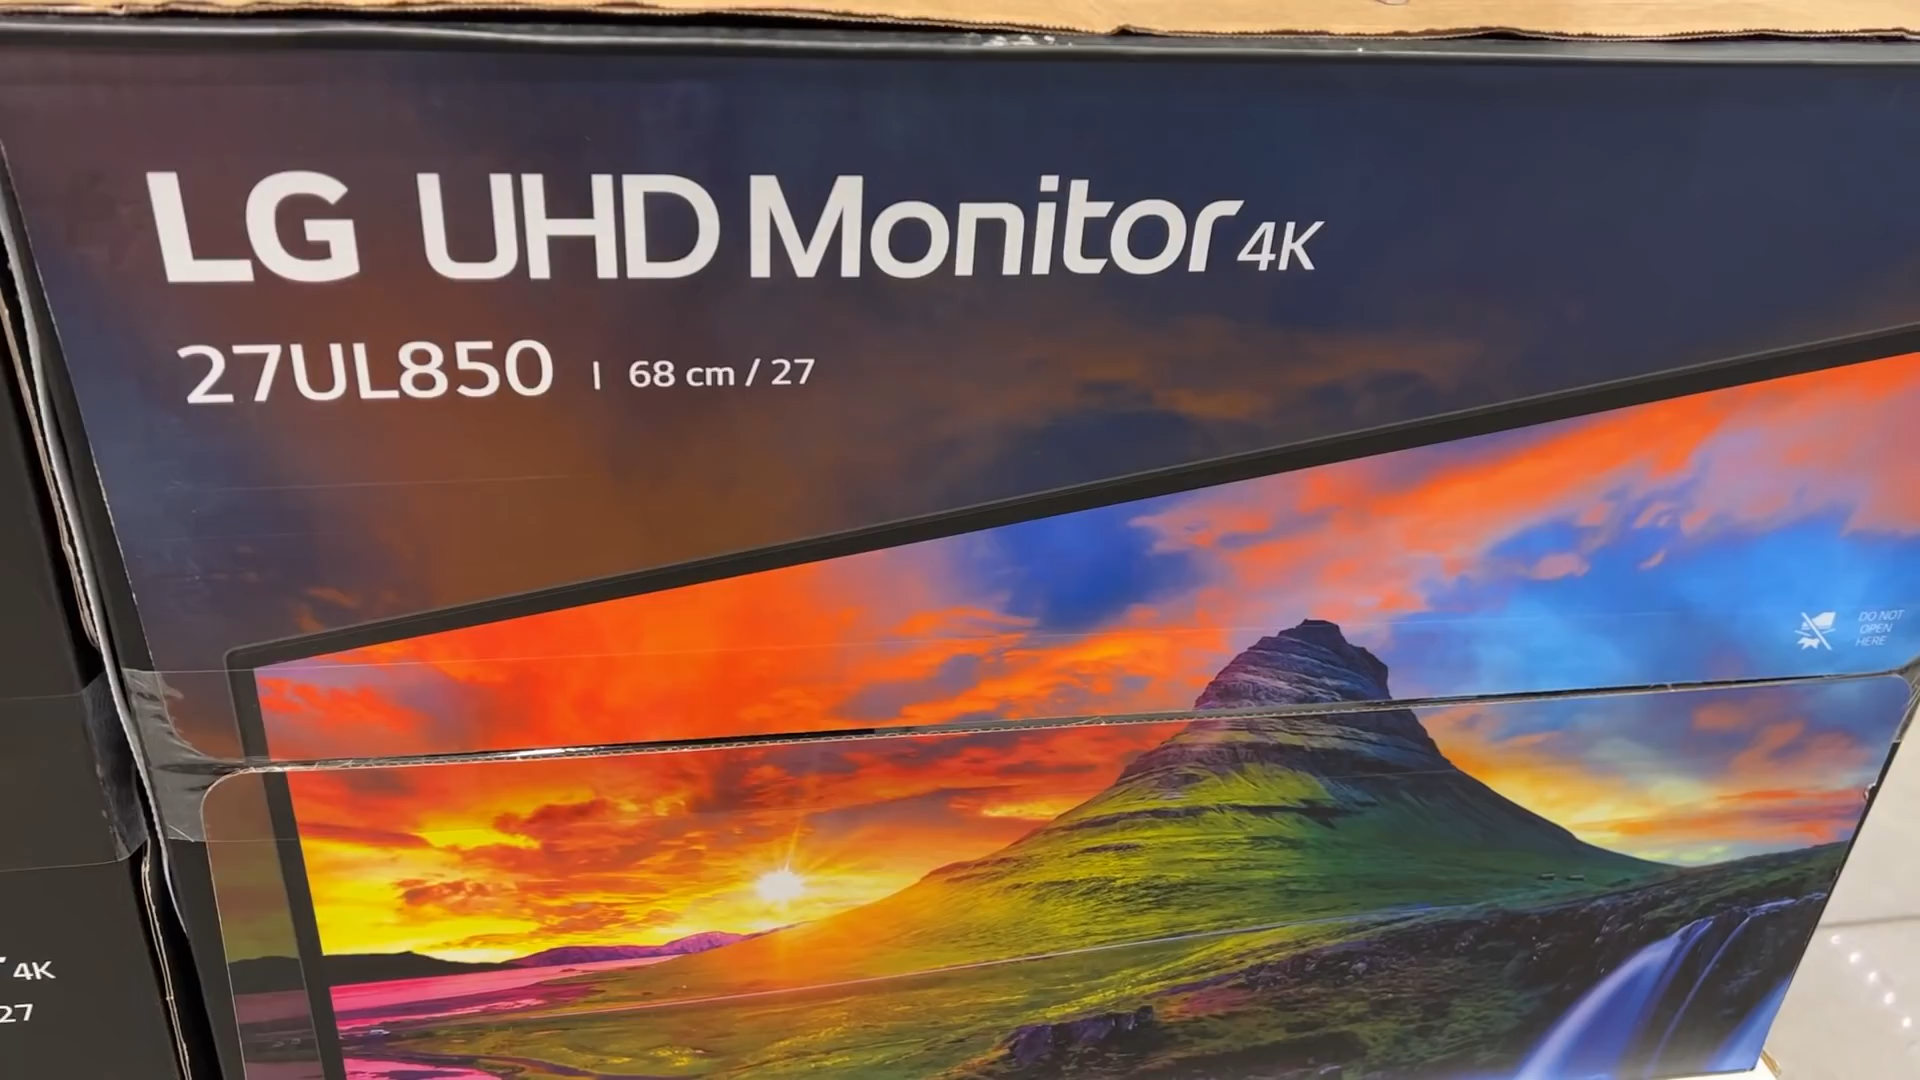 LG UHD Monitor 4K
27UL850 | 68 cm / 27
DO NOT
OPEN
HERE
4K
27